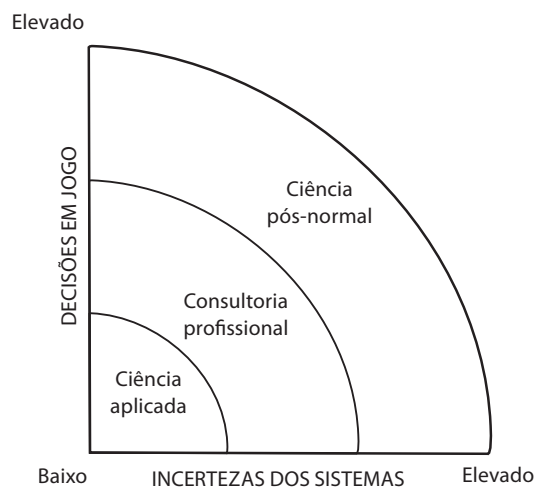 Elevado
DECISÕES EM JOGO
Ciência
pós-normal
Consultoria
profissional
Ciência
aplicada
Baixo
INCERTEZAS DOS SISTEMAS
Elevado